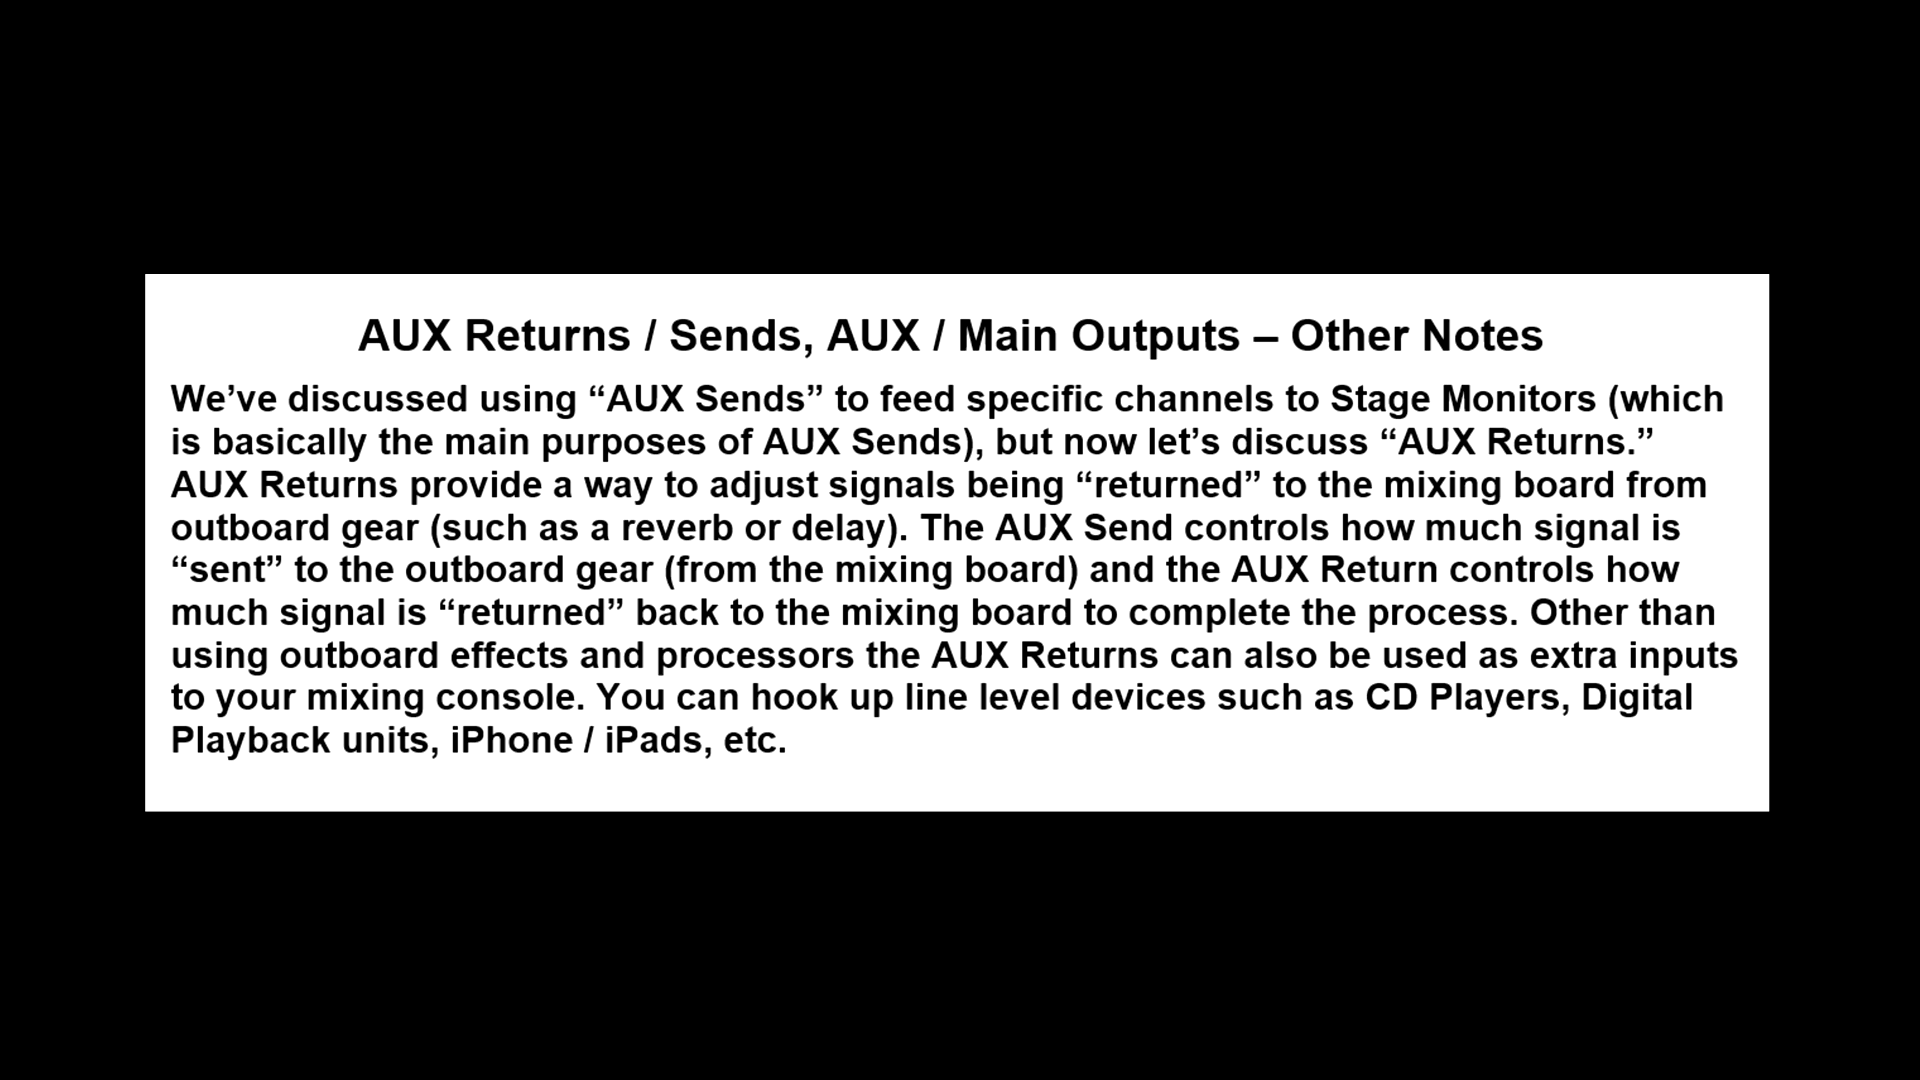 AUX Returns / Sends, AUX / Main Outputs – Other Notes
We’ve discussed using “AUX Sends” to feed specific channels to Stage Monitors (which
is basically the main purposes of AUX Sends), but now let’s discuss “AUX Returns.”
AUX Returns provide a way to adjust signals being “returned” to the mixing board from
outboard gear (such as a reverb or delay). The AUX Send controls how much signal is
“sent” to the outboard gear (from the mixing board) and the AUX Return controls how
much signal is “returned” back to the mixing board to complete the process. Other than
using outboard effects and processors the AUX Returns can also be used as extra inputs
to your mixing console. You can hook up line level devices such as CD Players, Digital
Playback units, iPhone / iPads, etc.